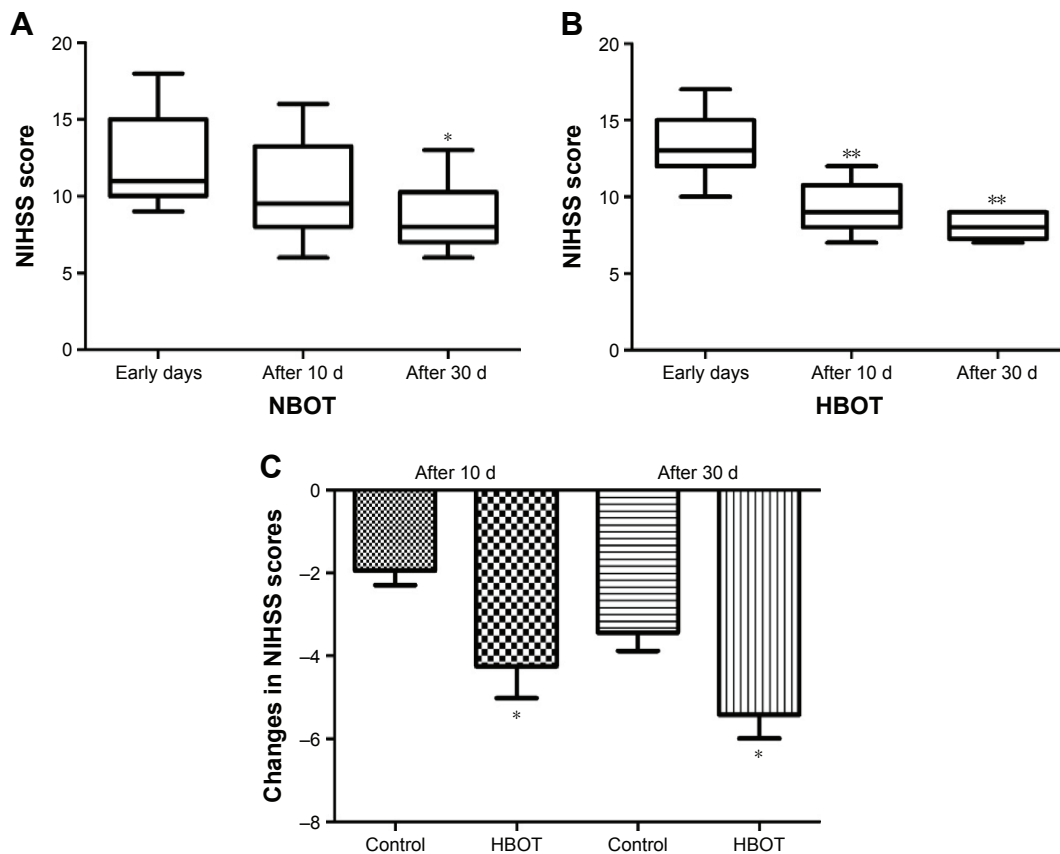 A
NIHSS score
20
15
10
5
0
*
Early days
After 10 d
After 30 d
NBOT
B
NIHSS score
20
15
10
5
0
**
**
Early days
After 10 d
After 30 d
HBOT
C
Changes in NIHSS scores
After 10 d
After 30 d
0
–2
–4
–6
–8
*
*
Control
HBOT
Control
HBOT